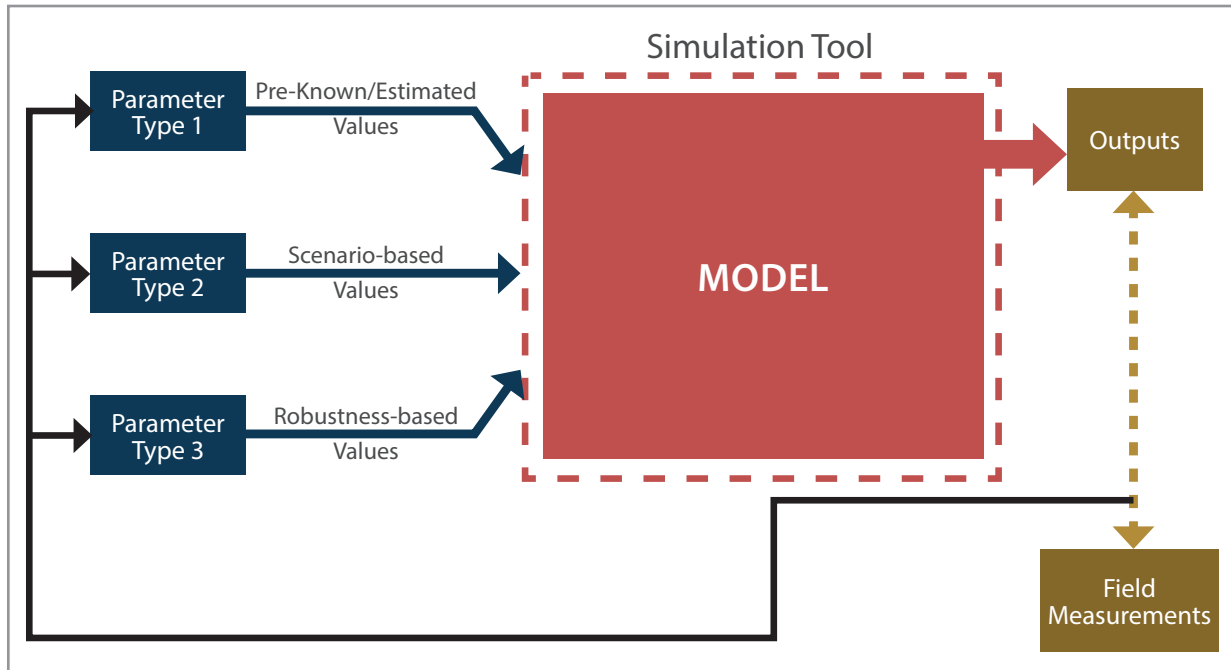 Simulation Tool
Parameter
Type 1
Pre-Known/Estimated
Values
Parameter
Type 2
Scenario-based
Values
Parameter
Type 3
Robustness-based
Values
MODEL
Outputs
Field
Measurements